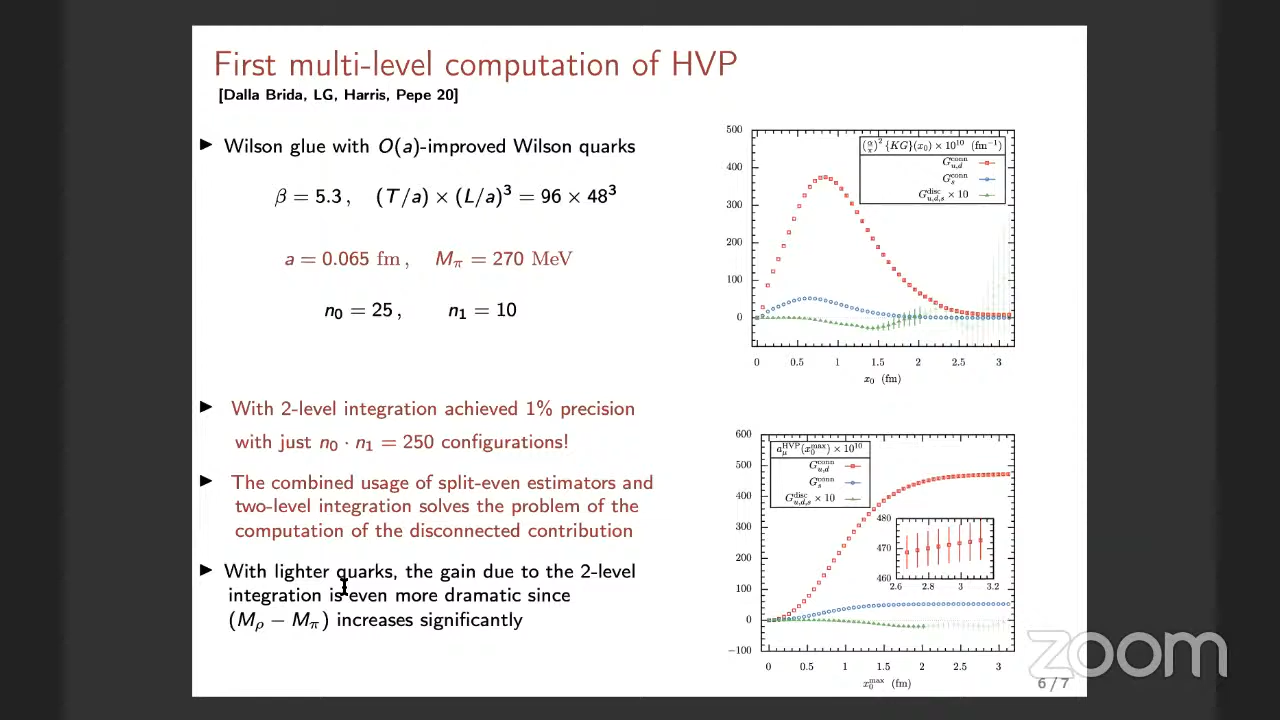 First multi-level computation of HVP
[Dalla Brida, LG, Harris, Pepe 20]
► Wilson glue with O(a)-improved Wilson quarks
β = 5.3 , (T/a) × (L/a)³ = 96 × 48³
a = 0.065 fm , Mπ = 270 MeV
n₀ = 25 , n₁ = 10
► With 2-level integration achieved 1% precision
with just n₀ · n₁ = 250 configurations!
► The combined usage of split-even estimators and
two-level integration solves the problem of the
computation of the disconnected contribution
► With lighter quarks, the gain due to the 2-level
integration is even more dramatic since
(Mρ − Mπ) increases significantly
500
400
300
200
100
0
(α/π)² {KG}(x₀) × 10¹⁰ (fm⁻¹)
G^conn_u,d
G^conn_s
G^disc_u,d,s × 10
0 0.5 1 1.5 2 2.5 3
x₀ (fm)
600
500
400
300
200
100
0
−100
a_μ^HVP(x₀^max) × 10¹⁰
G^conn_u,d
G^conn_s
G^disc_u,d,s × 10
480
470
460
2.6 2.8 3 3.2
0 0.5 1 1.5 2 2.5 3
x₀^max (fm)
6 / 7
zoom